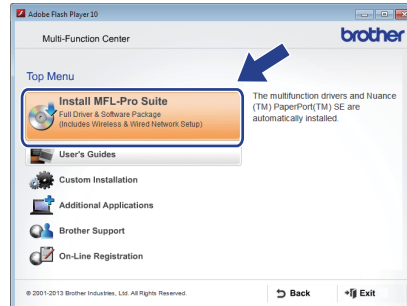 Adobe Flash Player 10
Multi-Function Center
brother
Top Menu
Install MFL-Pro Suite
Full Driver & Software Package
(Includes Wireless & Wired Network Setup)
The multifunction drivers and Nuance
(TM) PaperPort(TM) SE are
automatically installed.
User's Guides
Custom Installation
Additional Applications
Brother Support
On-Line Registration
© 2001-2013 Brother Industries, Ltd. All Rights Reserved.
Back
Exit